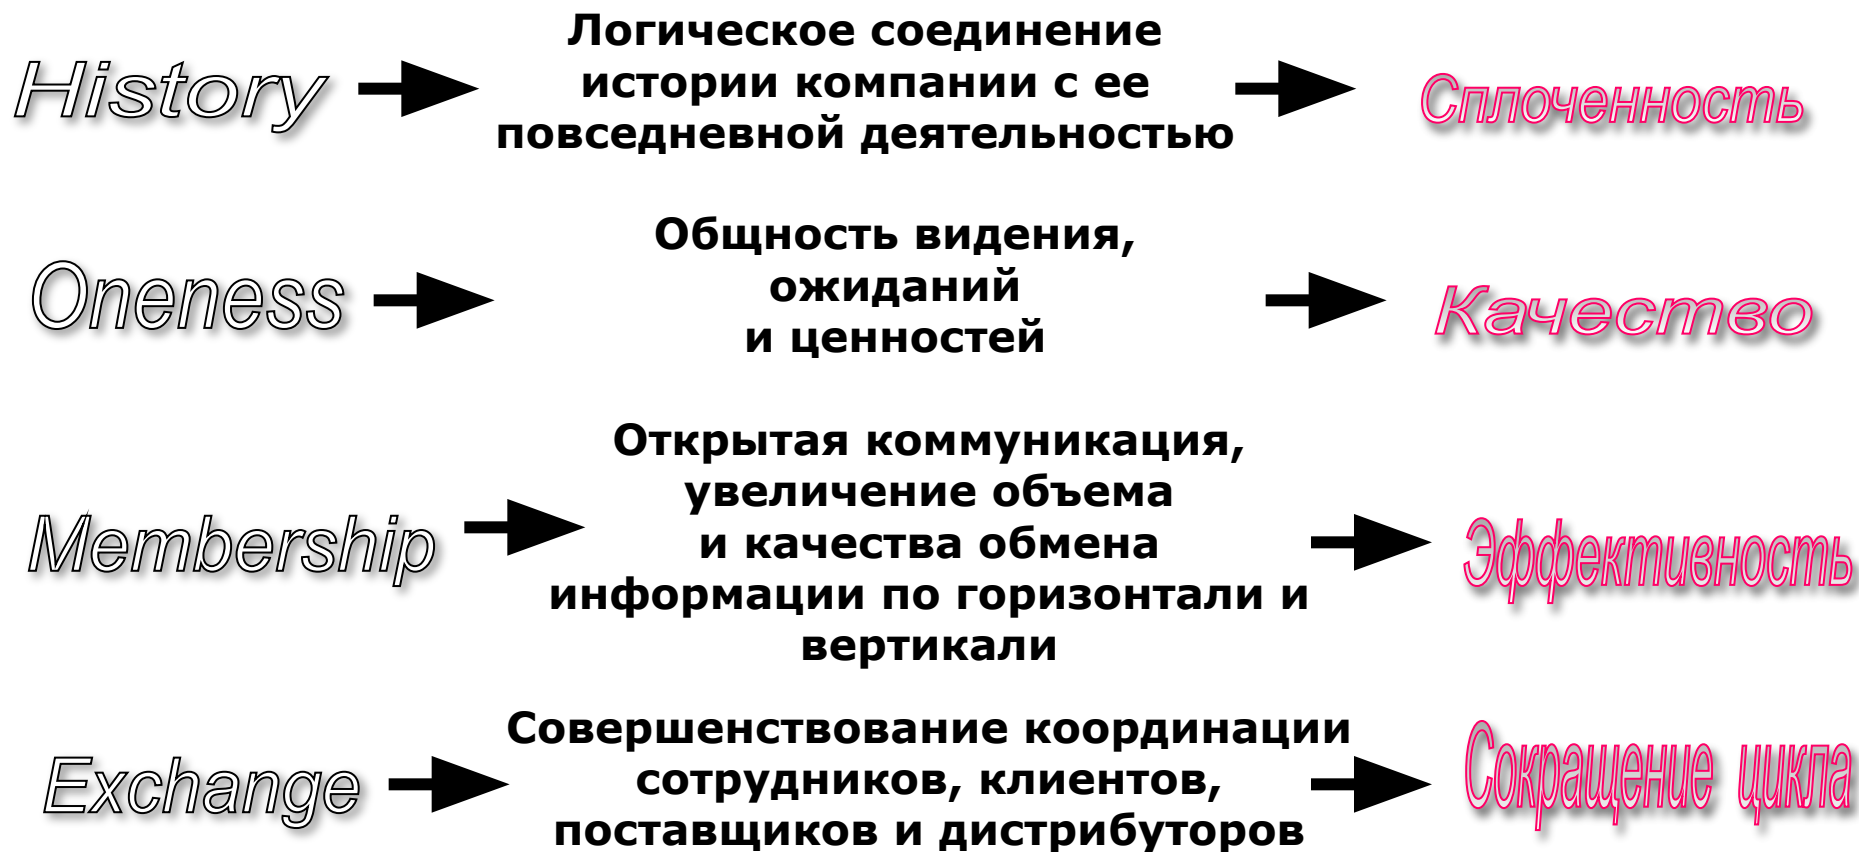 History
Логическое соединение
истории компании с ее
повседневной деятельностью
Сплоченность
Oneness
Общность видения,
ожиданий
и ценностей
Качество
Membership
Открытая коммуникация,
увеличение объема
и качества обмена
информации по горизонтали и
вертикали
Эффективность
Exchange
Совершенствование координации
сотрудников, клиентов,
поставщиков и дистрибуторов
Сокращение цикла